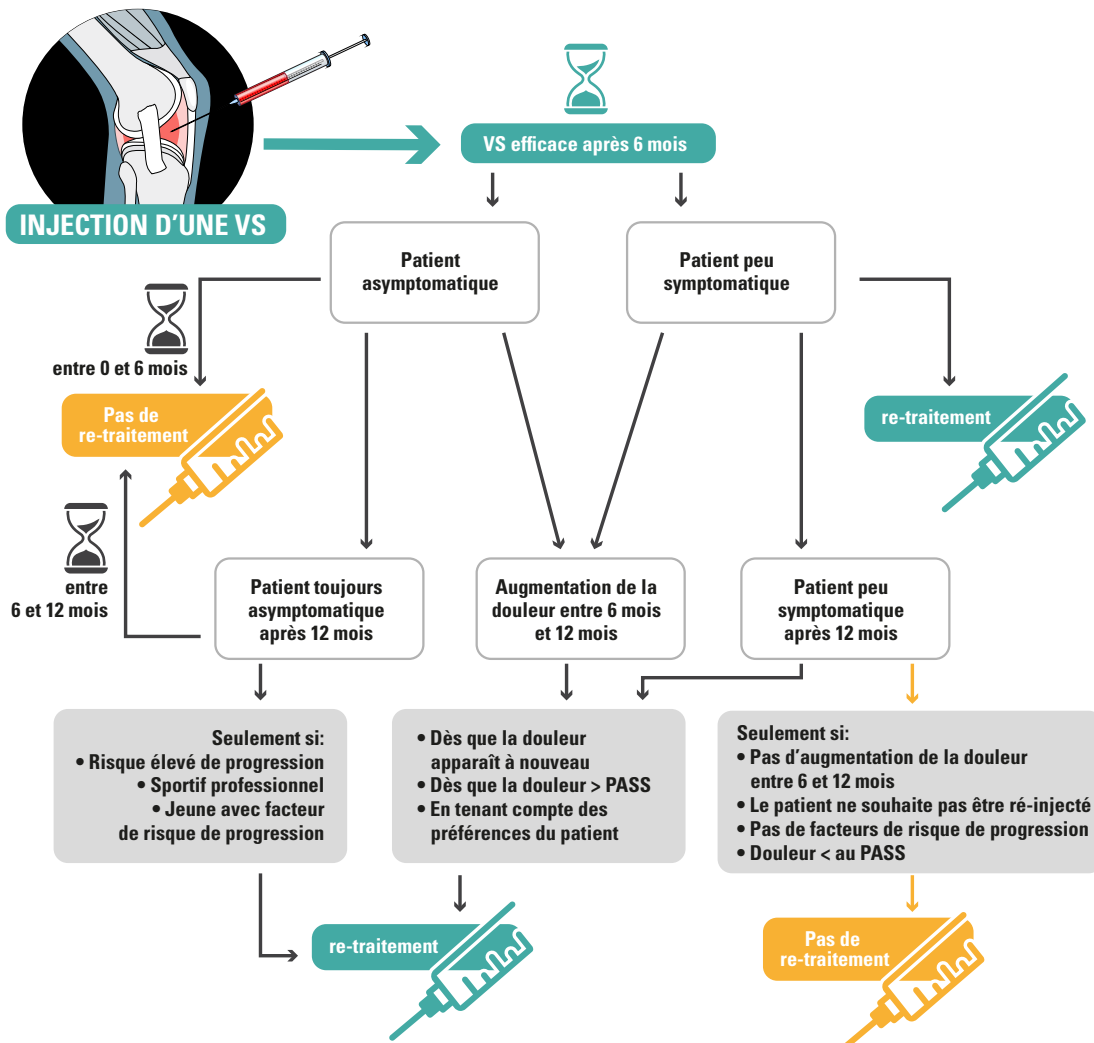 INJECTION D'UNE VS
VS efficace après 6 mois
Patient
asymptomatique
Patient peu
symptomatique
entre 0 et 6 mois
Pas de
re-traitement
re-traitement
entre
6 et 12 mois
Patient toujours
asymptomatique
après 12 mois
Augmentation de la
douleur entre 6 mois
et 12 mois
Patient peu
symptomatique
après 12 mois
Seulement si:
• Risque élevé de progression
• Sportif professionnel
• Jeune avec facteur
de risque de progression
• Dès que la douleur
apparaît à nouveau
• Dès que la douleur > PASS
• En tenant compte des
préférences du patient
Seulement si:
• Pas d'augmentation de la douleur
entre 6 et 12 mois
• Le patient ne souhaite pas être ré-injecté
• Pas de facteurs de risque de progression
• Douleur < au PASS
re-traitement
Pas de
re-traitement